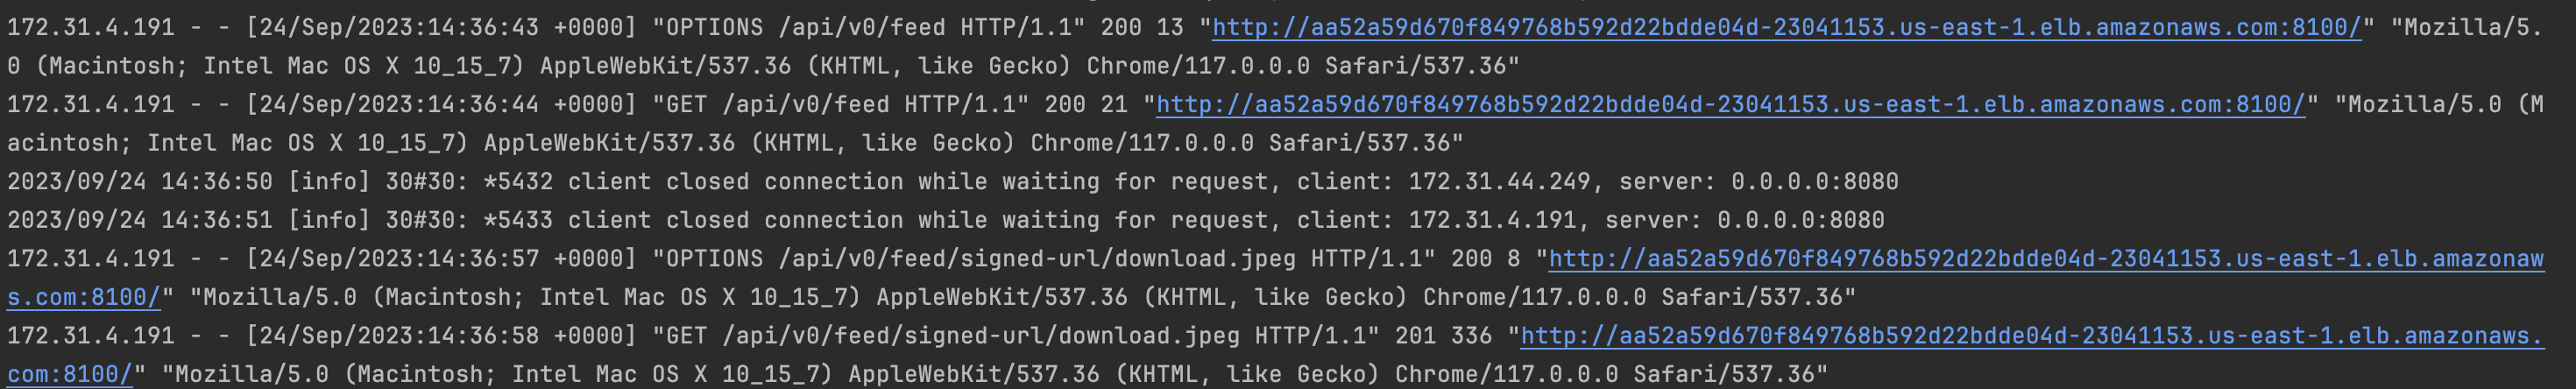 172.31.4.191 - - [24/Sep/2023:14:36:43 +0000] "OPTIONS /api/v0/feed HTTP/1.1" 200 13 "http://aa52a59d670f849768b592d22bdde04d-23041153.us-east-1.elb.amazonaws.com:8100/" "Mozilla/5.
0 (Macintosh; Intel Mac OS X 10_15_7) AppleWebKit/537.36 (KHTML, like Gecko) Chrome/117.0.0.0 Safari/537.36"
172.31.4.191 - - [24/Sep/2023:14:36:44 +0000] "GET /api/v0/feed HTTP/1.1" 200 21 "http://aa52a59d670f849768b592d22bdde04d-23041153.us-east-1.elb.amazonaws.com:8100/" "Mozilla/5.0 (M
acintosh; Intel Mac OS X 10_15_7) AppleWebKit/537.36 (KHTML, like Gecko) Chrome/117.0.0.0 Safari/537.36"
2023/09/24 14:36:50 [info] 30#30: *5432 client closed connection while waiting for request, client: 172.31.44.249, server: 0.0.0.0:8080
2023/09/24 14:36:51 [info] 30#30: *5433 client closed connection while waiting for request, client: 172.31.4.191, server: 0.0.0.0:8080
172.31.4.191 - - [24/Sep/2023:14:36:57 +0000] "OPTIONS /api/v0/feed/signed-url/download.jpeg HTTP/1.1" 200 8 "http://aa52a59d670f849768b592d22bdde04d-23041153.us-east-1.elb.amazonaw
s.com:8100/" "Mozilla/5.0 (Macintosh; Intel Mac OS X 10_15_7) AppleWebKit/537.36 (KHTML, like Gecko) Chrome/117.0.0.0 Safari/537.36"
172.31.4.191 - - [24/Sep/2023:14:36:58 +0000] "GET /api/v0/feed/signed-url/download.jpeg HTTP/1.1" 201 336 "http://aa52a59d670f849768b592d22bdde04d-23041153.us-east-1.elb.amazonaws.
com:8100/" "Mozilla/5.0 (Macintosh; Intel Mac OS X 10_15_7) AppleWebKit/537.36 (KHTML, like Gecko) Chrome/117.0.0.0 Safari/537.36"